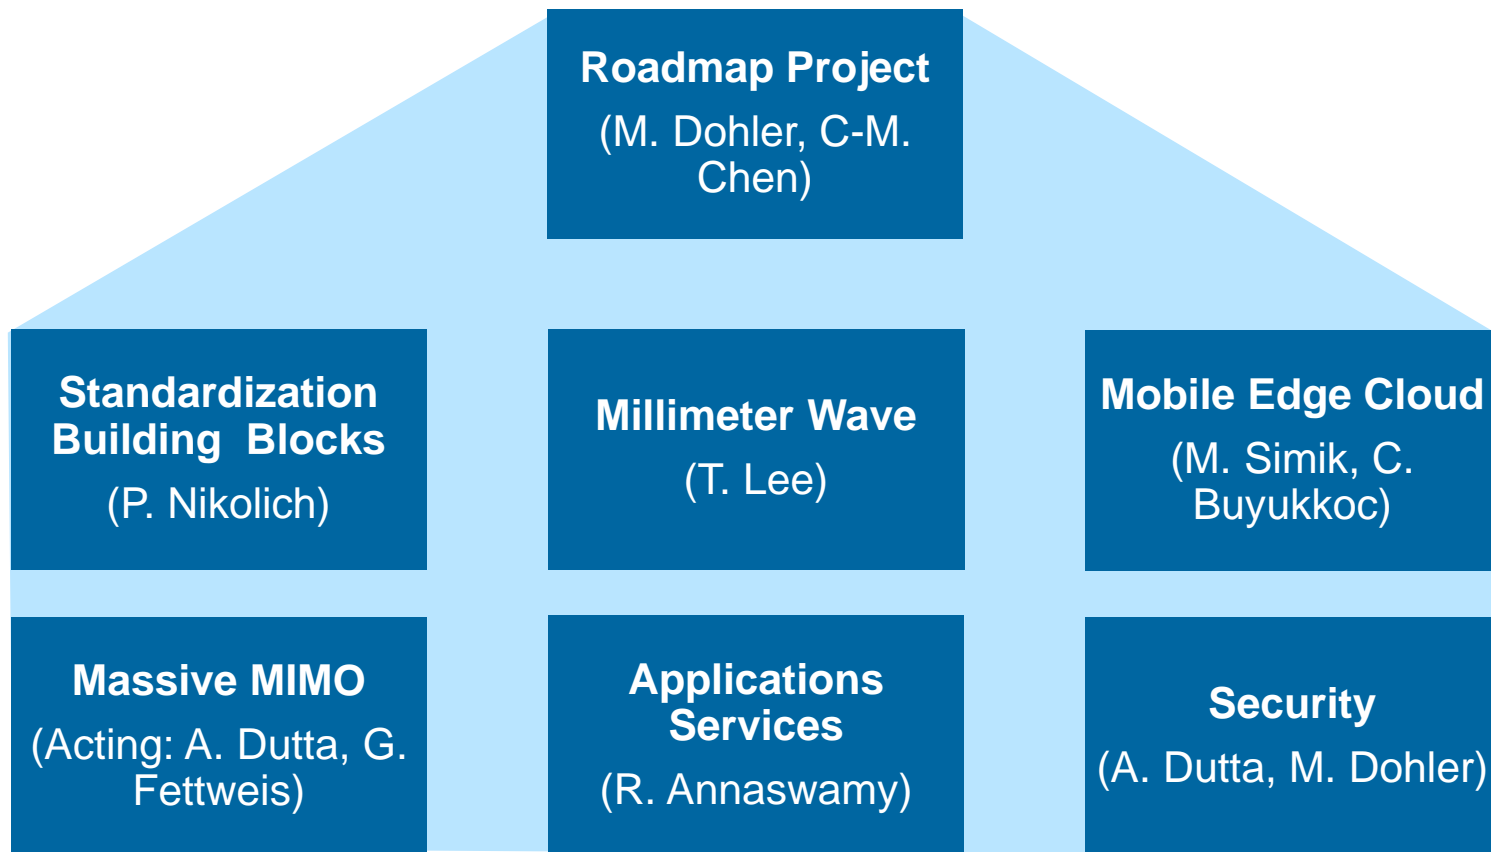 Roadmap Project
(M. Dohler, C-M.
Chen)
Standardization
Building  Blocks
(P. Nikolich)
Millimeter Wave
(T. Lee)
Mobile Edge Cloud
(M. Simik, C.
Buyukkoc)
Massive MIMO
(Acting: A. Dutta, G.
Fettweis)
Applications
Services
(R. Annaswamy)
Security
(A. Dutta, M. Dohler)